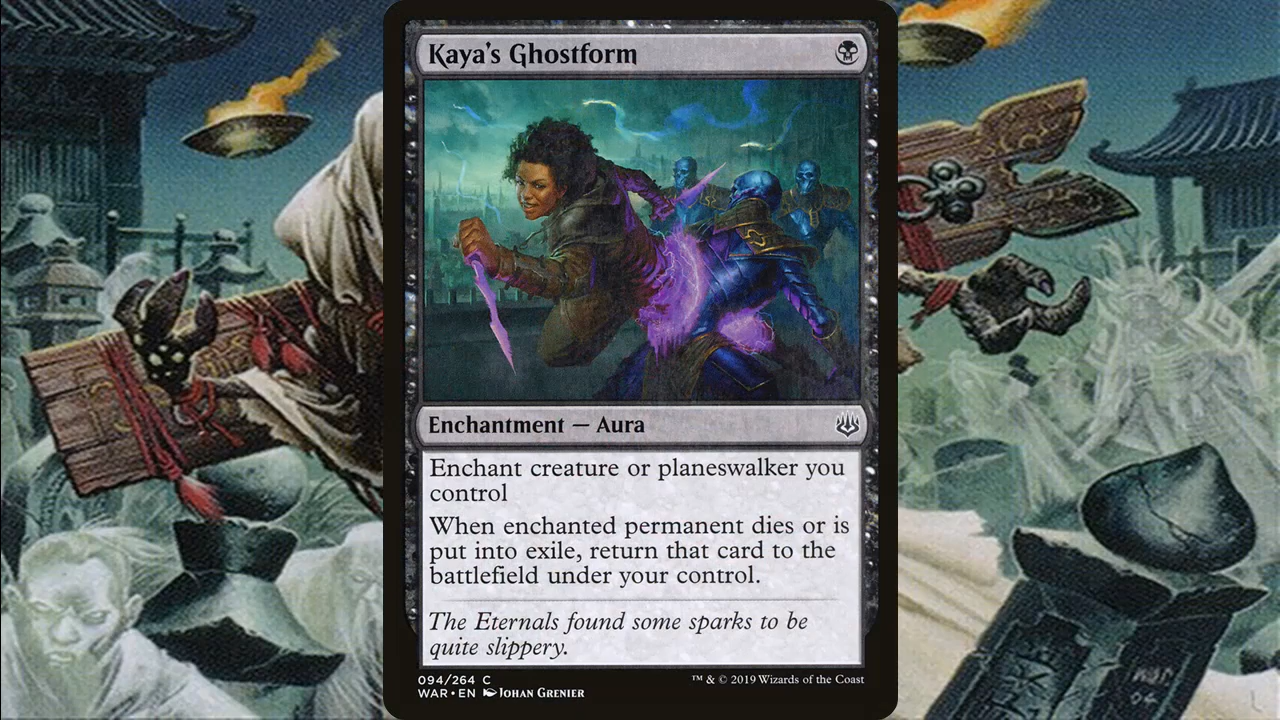 Kaya's Ghostform
Enchantment — Aura
Enchant creature or planeswalker you
control
When enchanted permanent dies or is
put into exile, return that card to the
battlefield under your control.
The Eternals found some sparks to be
quite slippery.
094/264 C
WAR • EN Johan Grenier
™ & © 2019 Wizards of the Coast